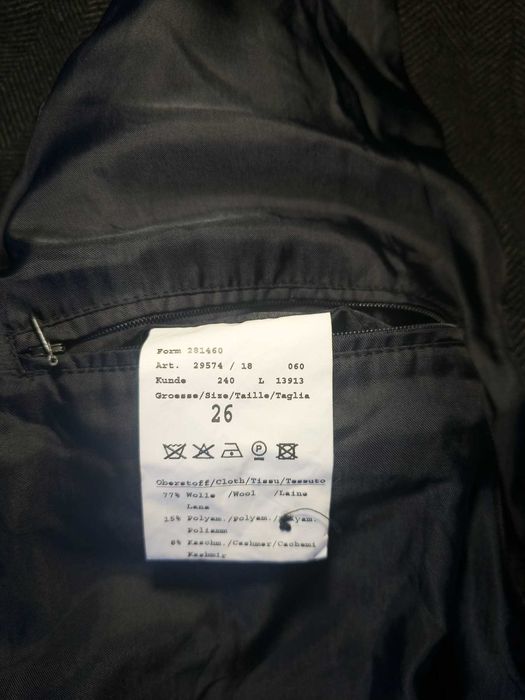 Form 281460
Art. 29574 / 18 060
Kunde 240 L 13913
Groesse/Size/Taille/Taglia
26
Oberstoff/Cloth/Tissu/Tessuto
77% Wolle /Wool /Laine
Lana
15% Polyam./polyam./
Poliamm
8% Kaschm./Cashmer/Cachemi
Kashmir